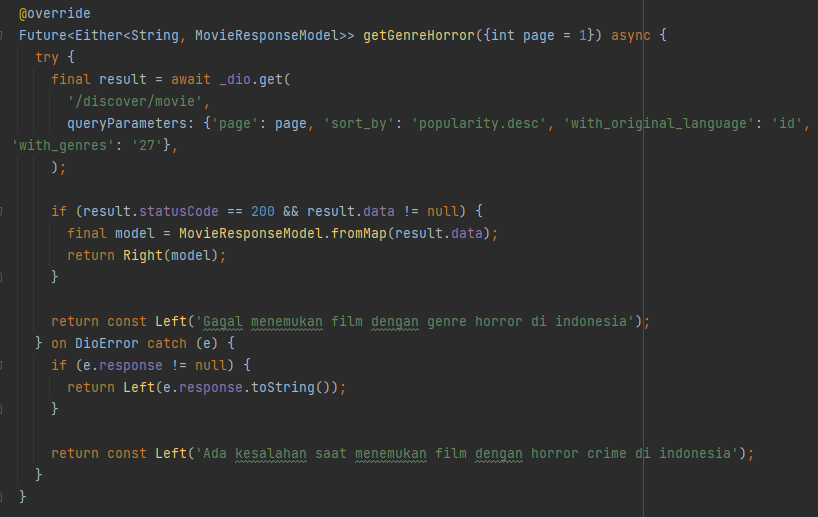 @override
Future<Either<String, MovieResponseModel>> getGenreHorror({int page = 1}) async {
try {
final result = await _dio.get(
'/discover/movie',
queryParameters: {'page': page, 'sort_by': 'popularity.desc', 'with_original_language': 'id',
'with_genres': '27'},
);
if (result.statusCode == 200 && result.data != null) {
final model = MovieResponseModel.fromMap(result.data);
return Right(model);
}
return const Left('Gagal menemukan film dengan genre horror di indonesia');
} on DioError catch (e) {
if (e.response != null) {
return Left(e.response.toString());
}
return const Left('Ada kesalahan saat menemukan film dengan horror crime di indonesia');
}
}